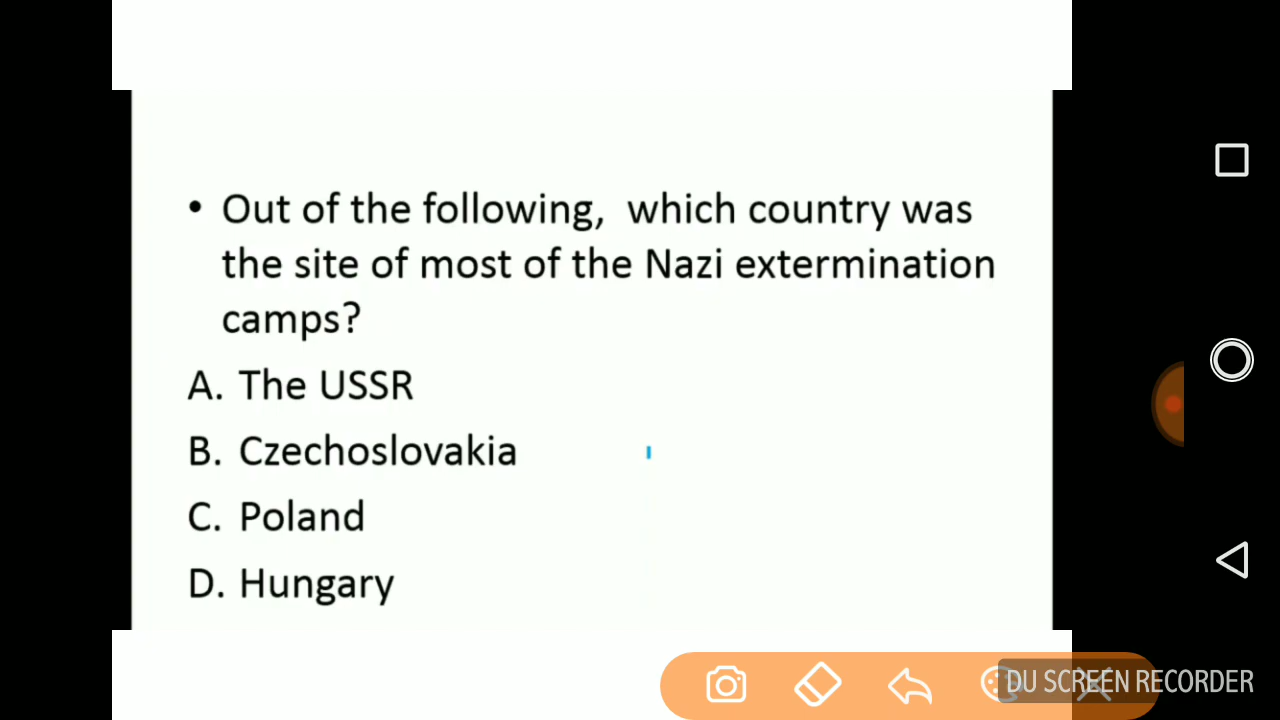 • Out of the following, which country was
the site of most of the Nazi extermination
camps?
A. The USSR
B. Czechoslovakia
C. Poland
D. Hungary
DU SCREEN RECORDER